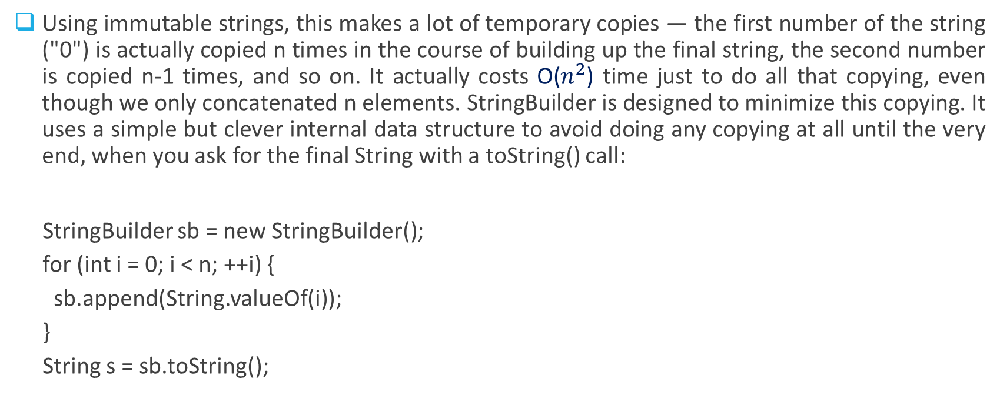 Using immutable strings, this makes a lot of temporary copies — the first number of the string
("0") is actually copied n times in the course of building up the final string, the second number
is copied n-1 times, and so on. It actually costs O(n²) time just to do all that copying, even
though we only concatenated n elements. StringBuilder is designed to minimize this copying. It
uses a simple but clever internal data structure to avoid doing any copying at all until the very
end, when you ask for the final String with a toString() call:
StringBuilder sb = new StringBuilder();
for (int i = 0; i < n; ++i) {
sb.append(String.valueOf(i));
}
String s = sb.toString();